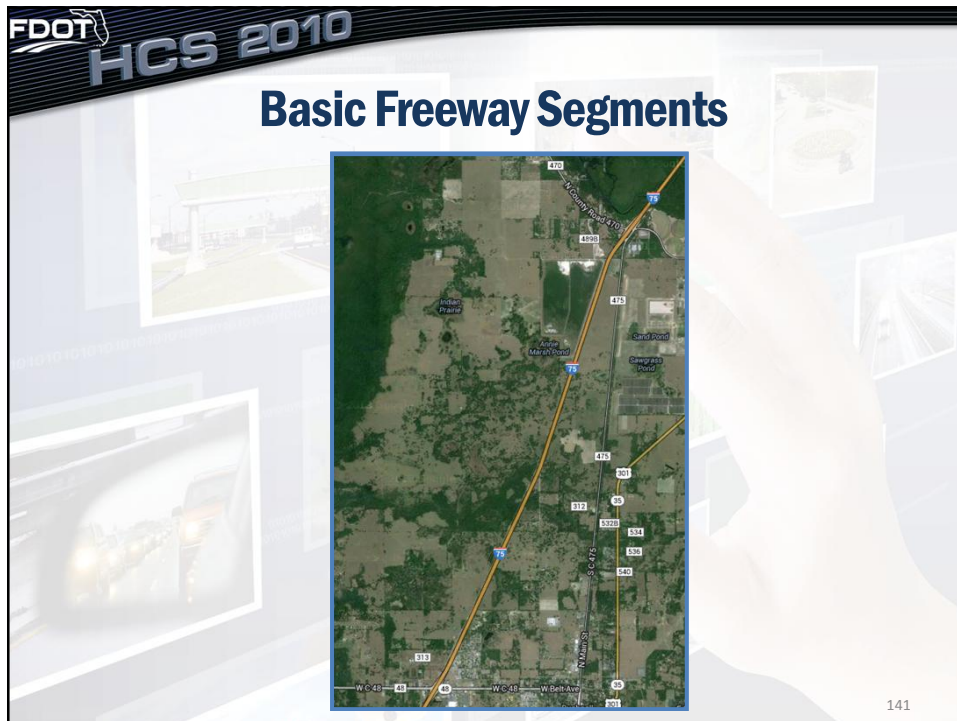 FDOT
HCS 2010
Basic Freeway Segments
470
75
N County Road 470
489B
475
Indian
Prairie
Sand Pond
Annie
Marsh Pond
Sawgrass
Pond
75
475
301
35
312
532B
534
75
536
S C 475
540
N Main St
313
W C 48
48
48
W C 48
W Belt Ave
35
301
141